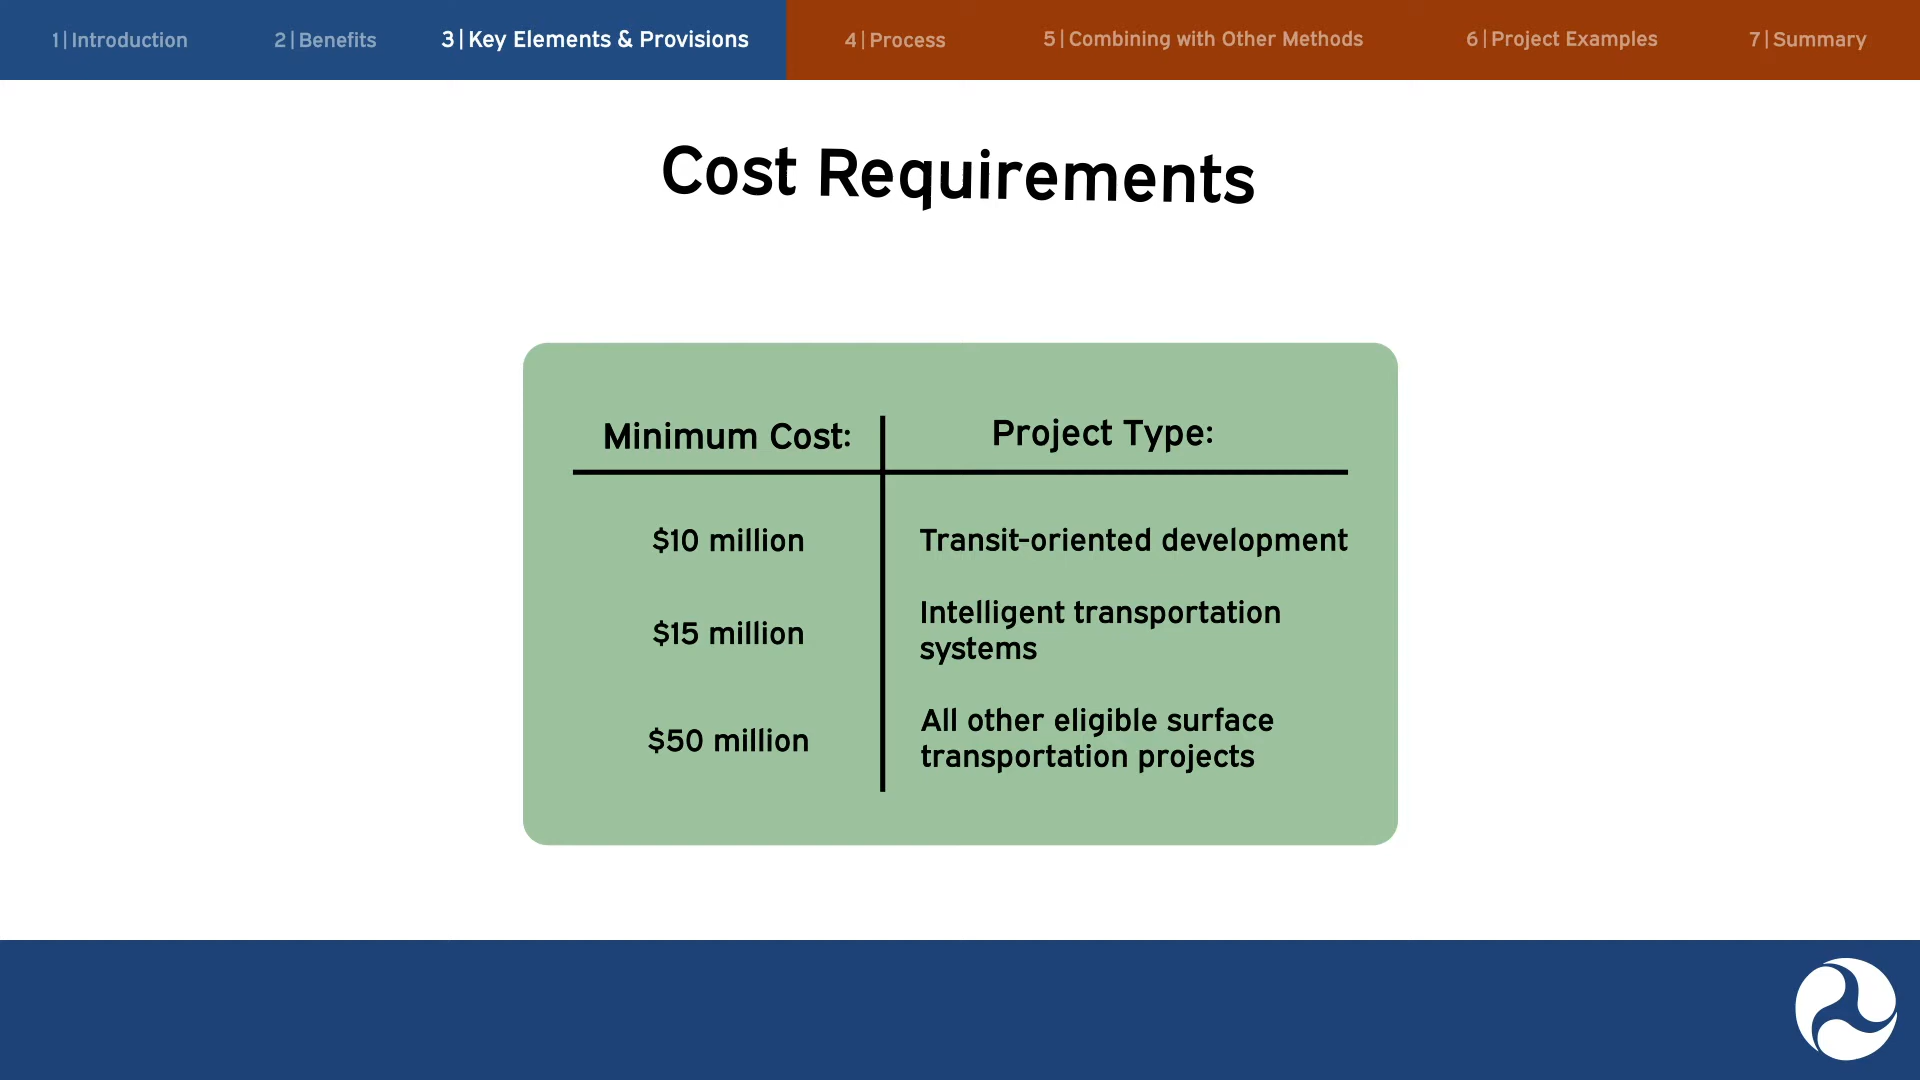 1|Introduction
2|Benefits
3|Key Elements & Provisions
4|Process
5|Combining with Other Methods
6|Project Examples
7|Summary
Cost Requirements
Minimum Cost:
Project Type:
$10 million
Transit-oriented development
$15 million
Intelligent transportation
systems
$50 million
All other eligible surface
transportation projects